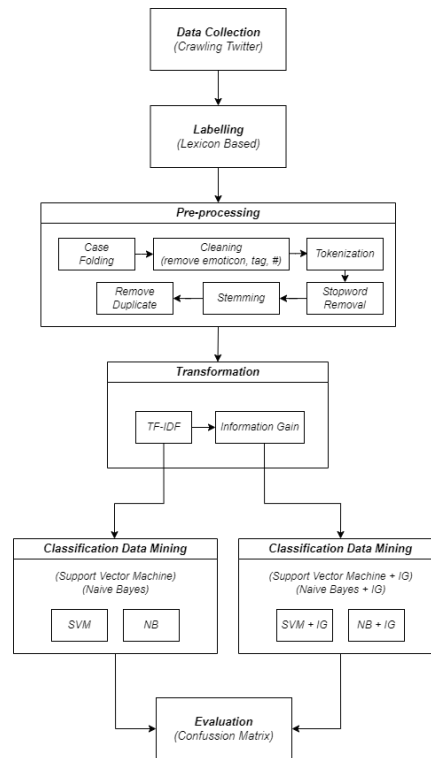 Data Collection
(Crawling Twitter)
Labelling
(Lexicon Based)
Pre-processing
Case
Folding
Cleaning
(remove emoticon, tag, #)
Tokenization
Remove
Duplicate
Stemming
Stopword
Removal
Transformation
TF-IDF
Information Gain
Classification Data Mining
(Support Vector Machine)
(Naive Bayes)
SVM
NB
Classification Data Mining
(Support Vector Machine + IG)
(Naive Bayes + IG)
SVM + IG
NB + IG
Evaluation
(Confussion Matrix)